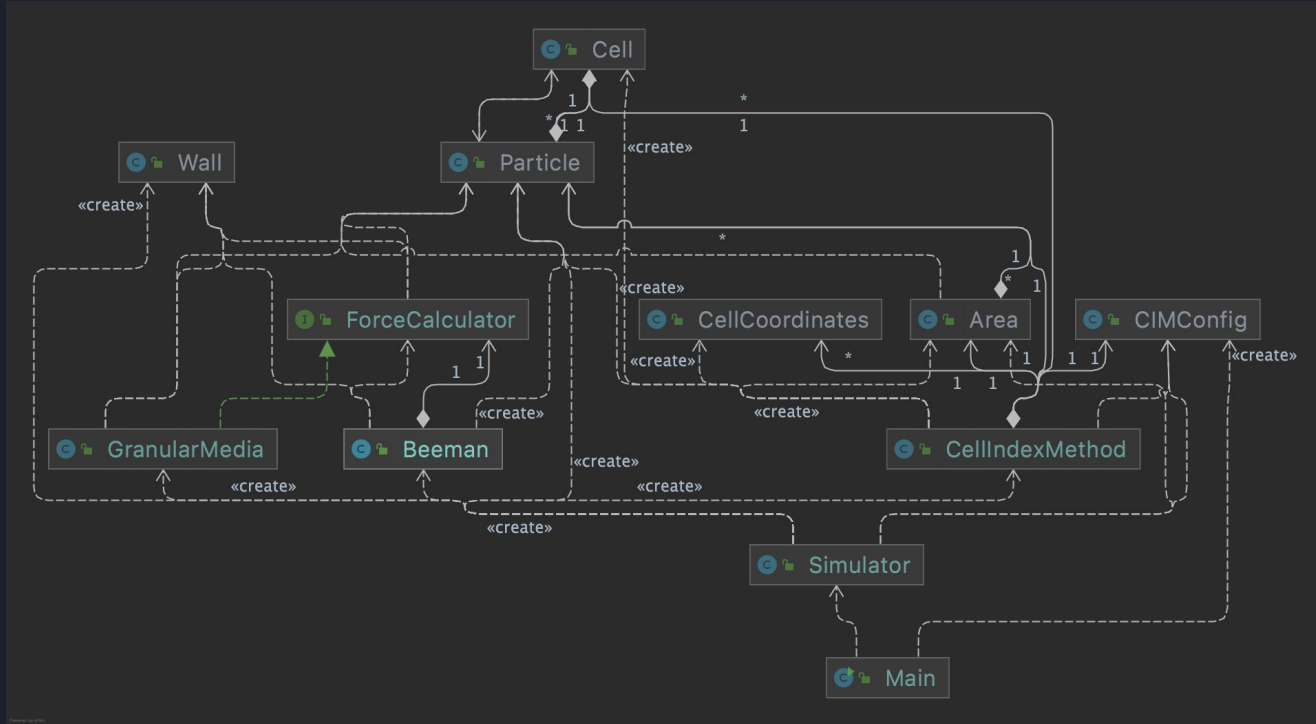 C Cell
1
*
*
1 1
1
«create»
C Wall
C Particle
«create»
*
1
* 1
«create»
I ForceCalculator
C CellCoordinates
C Area
C CIMConfig
«create»
*
1
1 1
«create»
1
1
1
1
«create»
«create»
C GranularMedia
C Beeman
C CellIndexMethod
«create»
«create»
«create»
«create»
C Simulator
C Main